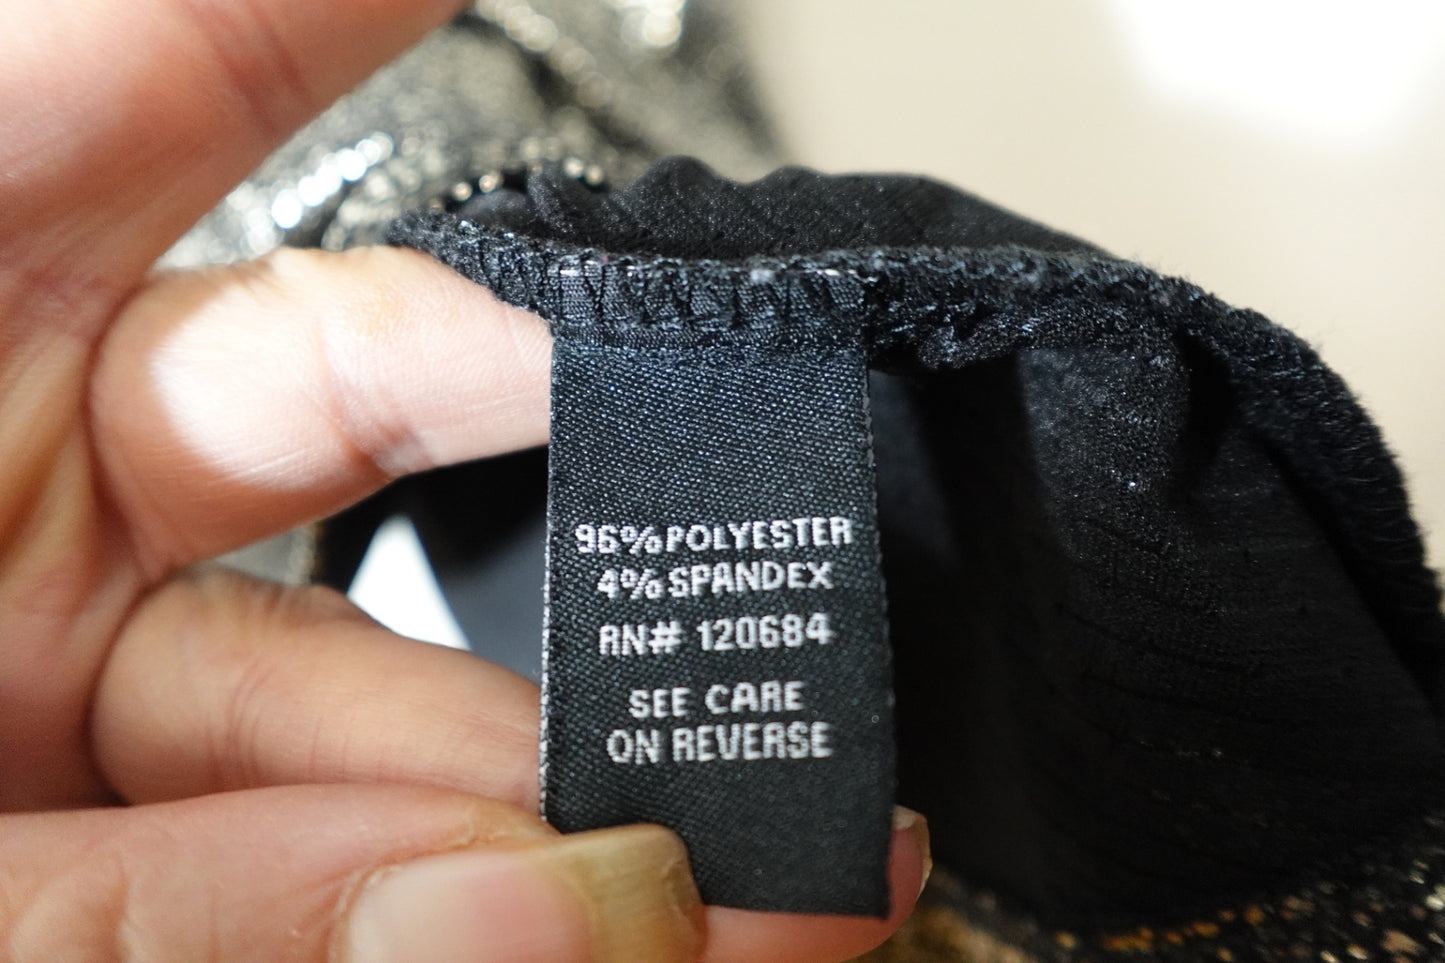 96% POLYESTER
4% SPANDEX
RN# 120684
SEE CARE
ON REVERSE